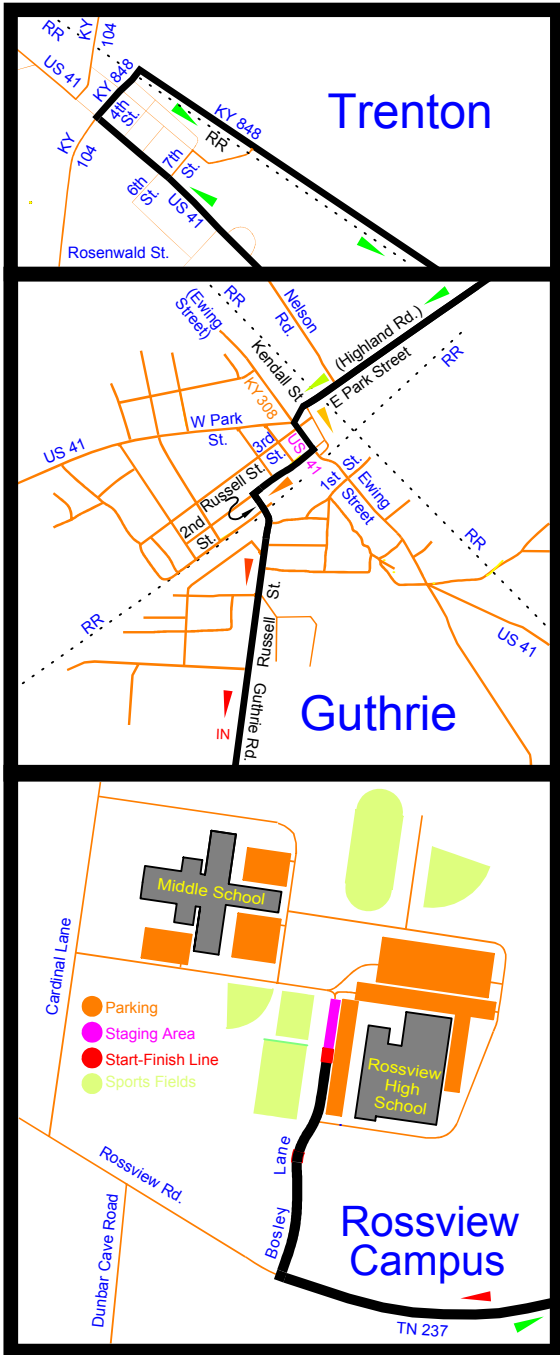 RR
KY
104
US 41
KY 848
4th
St.
KY 848
RR
Trenton
KY
104
7th
St.
6th
St.
US 41
Rosenwald St.
(Ewing
Street)
RR
Nelson
Rd.
(Highland Rd.)
RR
Kendall St
E Park Street
KY 308
W Park
St.
US 41
3rd
St.
US 41
St.
1st
Ewing
Street
Russell St.
2nd
St.
RR
RR
US 41
St.
Russell
Guthrie Rd.
IN
Guthrie
Middle School
Cardinal Lane
Parking
Staging Area
Start-Finish Line
Sports Fields
Rossview
High
School
Rossview Rd.
Lane
Bosley
Dunbar Cave Road
Rossview
Campus
TN 237